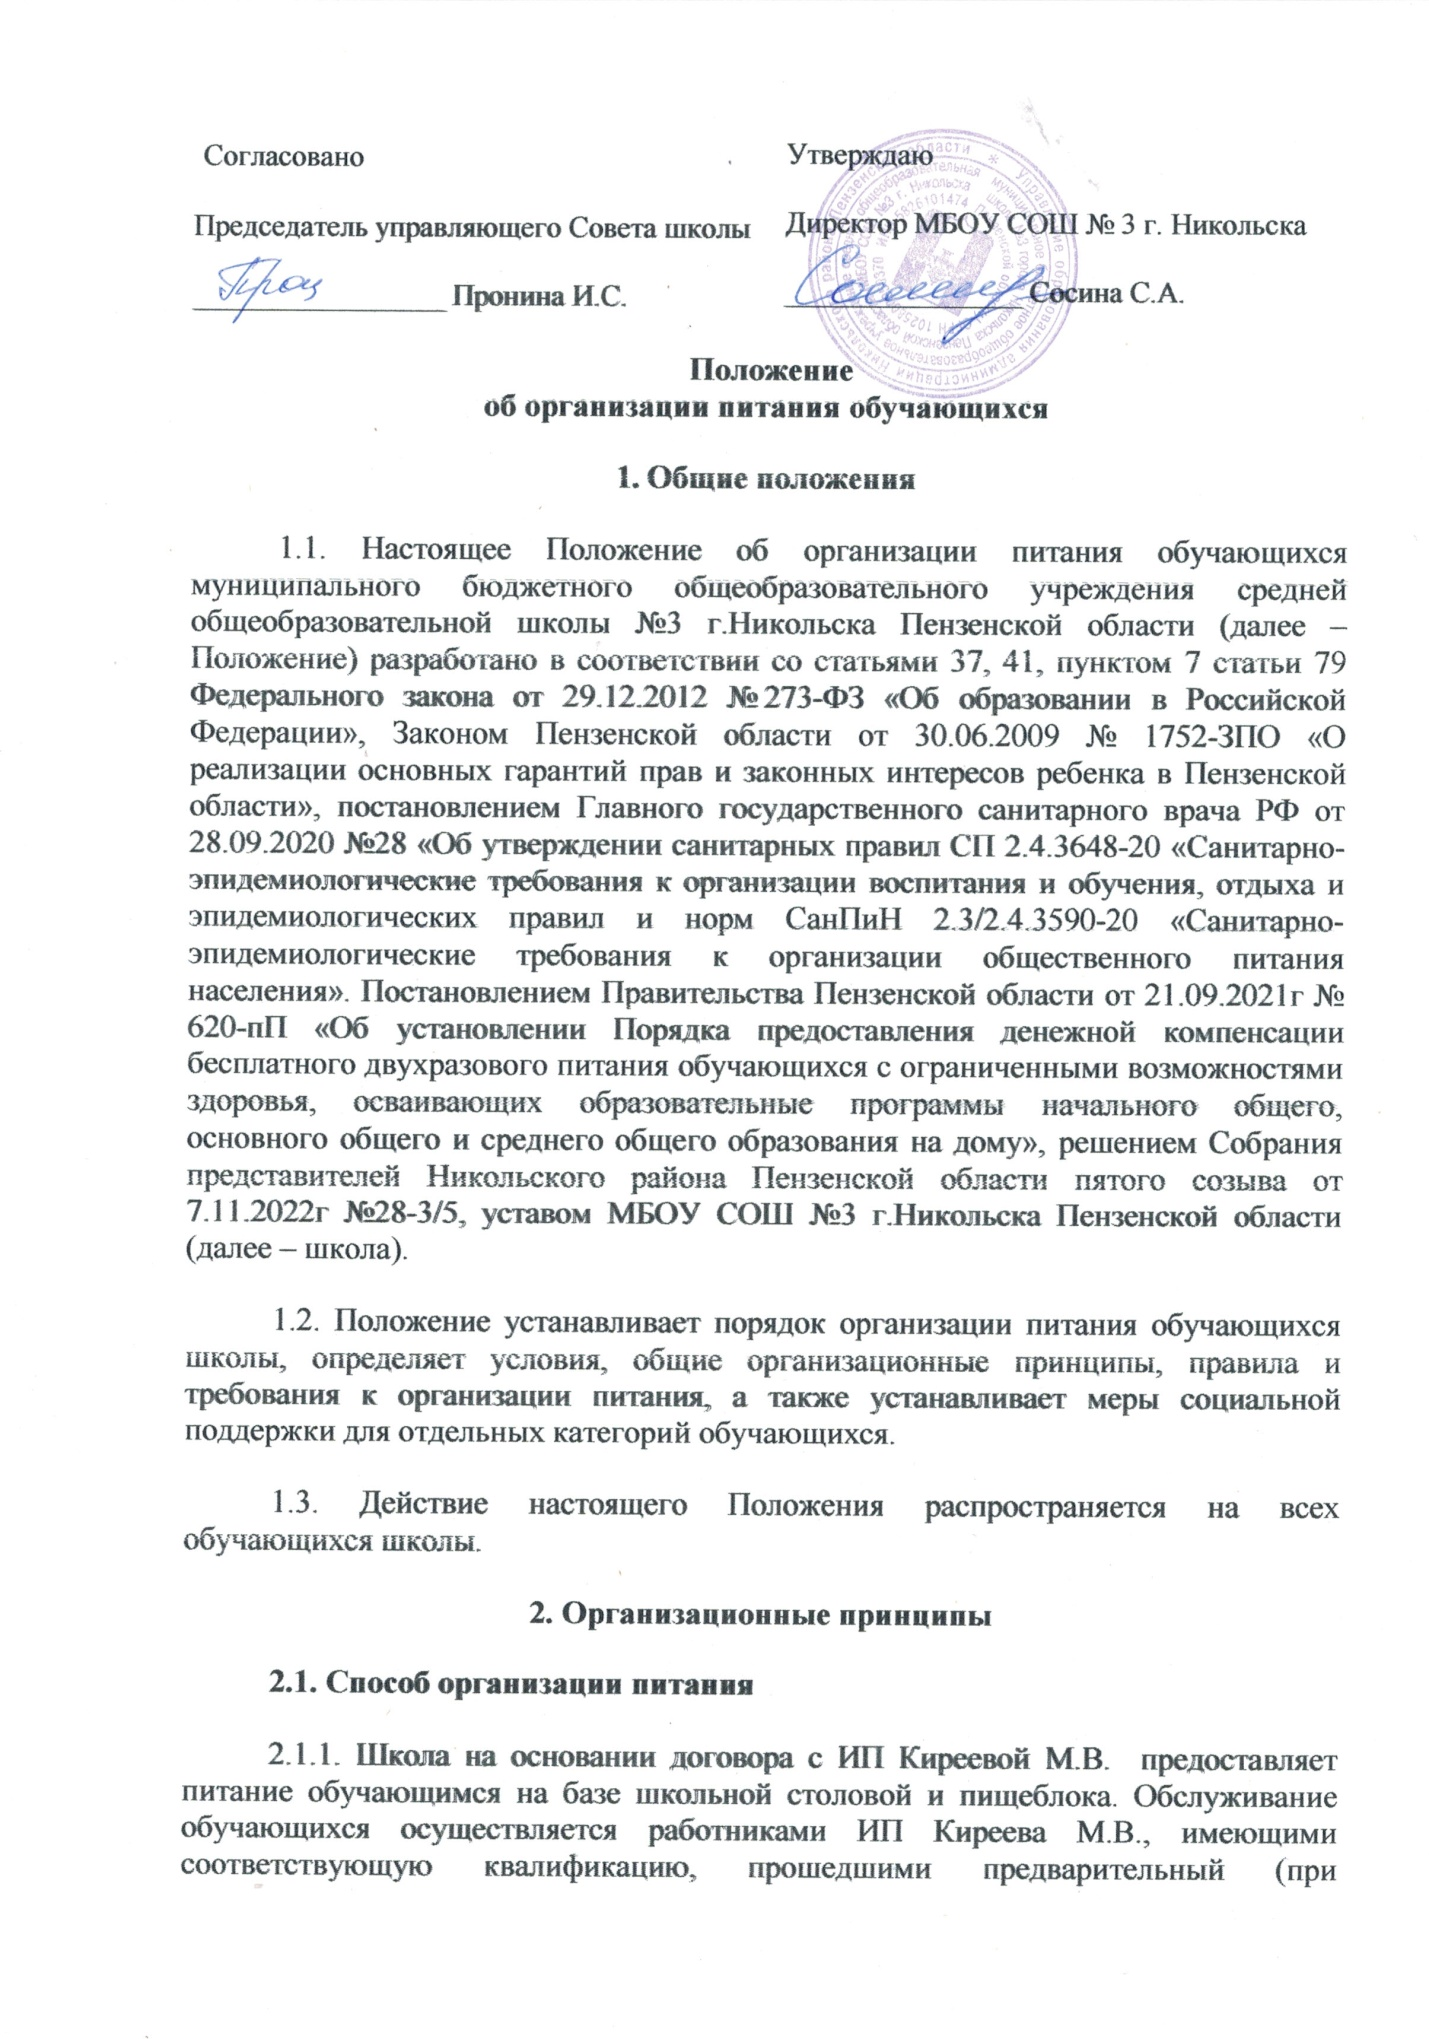 Согласовано
Утверждаю
Председатель управляющего Совета школы
Директор МБОУ СОШ № 3 г. Никольска
Пронина И.С.
Сосина С.А.
Положение
об организации питания обучающихся
1. Общие положения
1.1. Настоящее Положение об организации питания обучающихся
муниципального бюджетного общеобразовательного учреждения средней
общеобразовательной школы №3 г.Никольска Пензенской области (далее –
Положение) разработано в соответствии со статьями 37, 41, пунктом 7 статьи 79
Федерального закона от 29.12.2012 №273-ФЗ «Об образовании в Российской
Федерации», Законом Пензенской области от 30.06.2009 № 1752-ЗПО «О
реализации основных гарантий прав и законных интересов ребенка в Пензенской
области», постановлением Главного государственного санитарного врача РФ от
28.09.2020 №28 «Об утверждении санитарных правил СП 2.4.3648-20 «Санитарно-
эпидемиологические требования к организации воспитания и обучения, отдыха и
эпидемиологических правил и норм СанПиН 2.3/2.4.3590-20 «Санитарно-
эпидемиологические требования к организации общественного питания
населения». Постановлением Правительства Пензенской области от 21.09.2021г №
620-пП «Об установлении Порядка предоставления денежной компенсации
бесплатного двухразового питания обучающихся с ограниченными возможностями
здоровья, осваивающих образовательные программы начального общего,
основного общего и среднего общего образования на дому», решением Собрания
представителей Никольского района Пензенской области пятого созыва от
7.11.2022г №28-3/5, уставом МБОУ СОШ №3 г.Никольска Пензенской области
(далее – школа).
1.2. Положение устанавливает порядок организации питания обучающихся
школы, определяет условия, общие организационные принципы, правила и
требования к организации питания, а также устанавливает меры социальной
поддержки для отдельных категорий обучающихся.
1.3. Действие настоящего Положения распространяется на всех
обучающихся школы.
2. Организационные принципы
2.1. Способ организации питания
2.1.1. Школа на основании договора с ИП Киреевой М.В. предоставляет
питание обучающимся на базе школьной столовой и пищеблока. Обслуживание
обучающихся осуществляется работниками ИП Киреева М.В., имеющими
соответствующую квалификацию, прошедшими предварительный (при